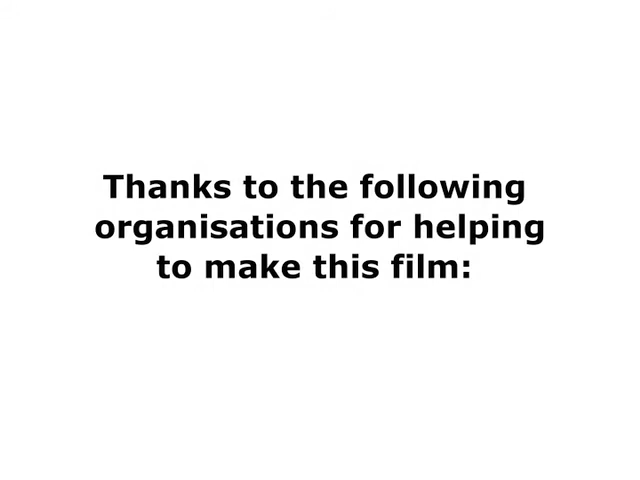 Thanks to the following
organisations for helping
to make this film: